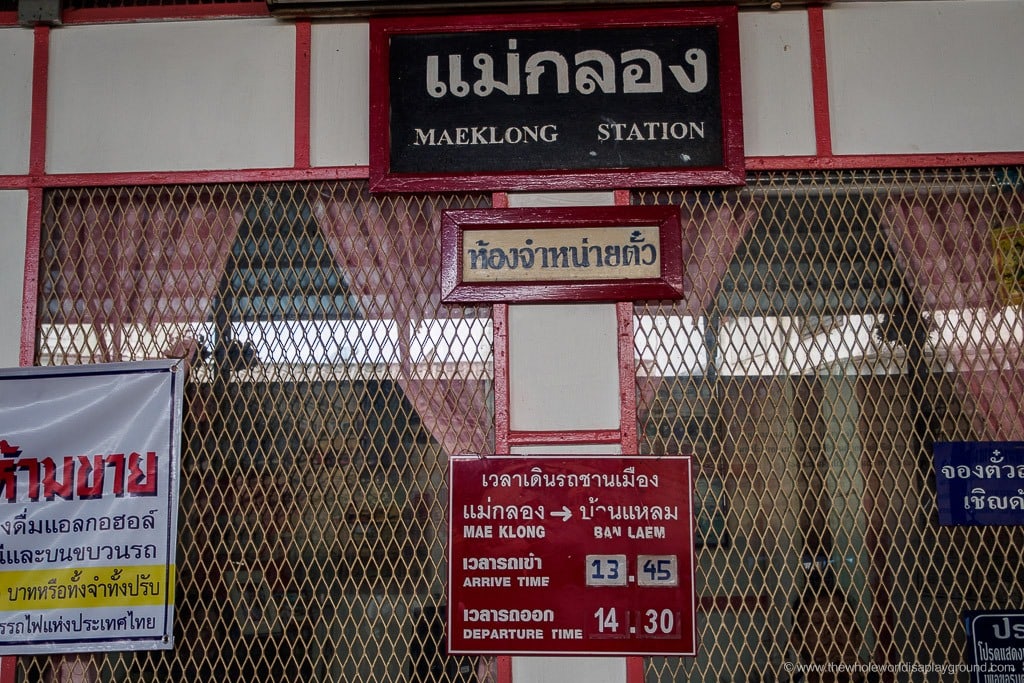 แม่กลอง
MAEKLONG STATION
ห้องจำหน่ายตั๋ว
เวลาเดินรถชานเมือง
แม่กลอง → บ้านแหลม
MAE KLONG BAN LAEM
เวลารถเข้า
ARRIVE TIME
13.45
เวลารถออก
DEPARTURE TIME
14.30
ห้ามขาย
ดื่มแอลกอฮอล์
และบนขบวนรถ
บาทหรือทั้งจำทั้งปรับ
รถไฟแห่งประเทศไทย
จองตั๋ว
เชิญ
โปรดแสดง
© www.thewholeworldisaplayground.com